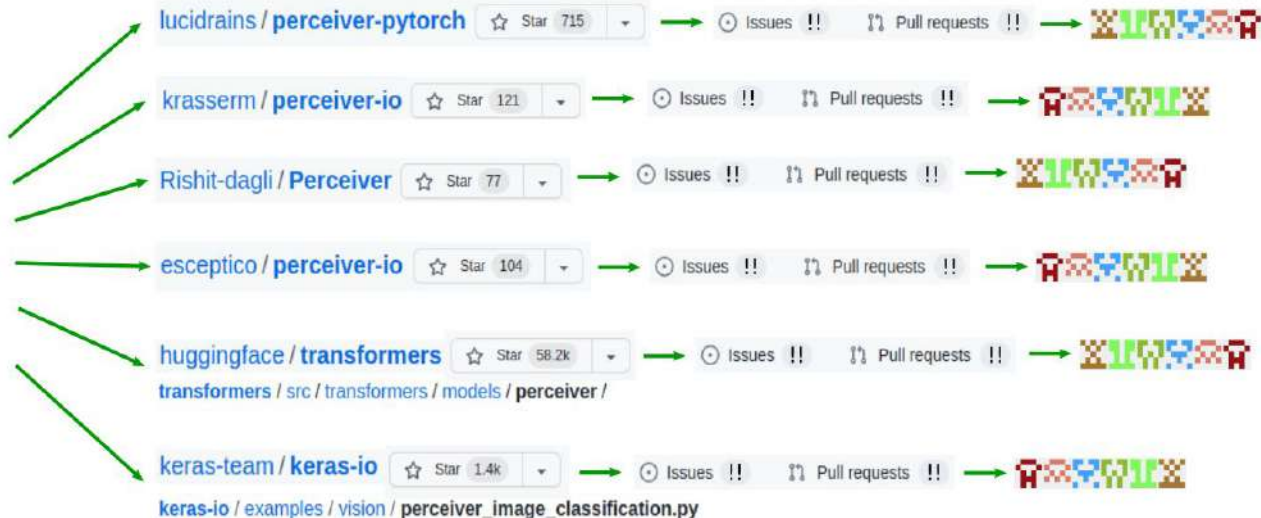 lucidrains / perceiver-pytorch Star 715 Issues !! Pull requests !!
krasserm / perceiver-io Star 121 Issues !! Pull requests !!
Rishit-dagli / Perceiver Star 77 Issues !! Pull requests !!
esceptico / perceiver-io Star 104 Issues !! Pull requests !!
huggingface / transformers Star 58.2k Issues !! Pull requests !!
transformers / src / transformers / models / perceiver /
keras-team / keras-io Star 1.4k Issues !! Pull requests !!
keras-io / examples / vision / perceiver_image_classification.py